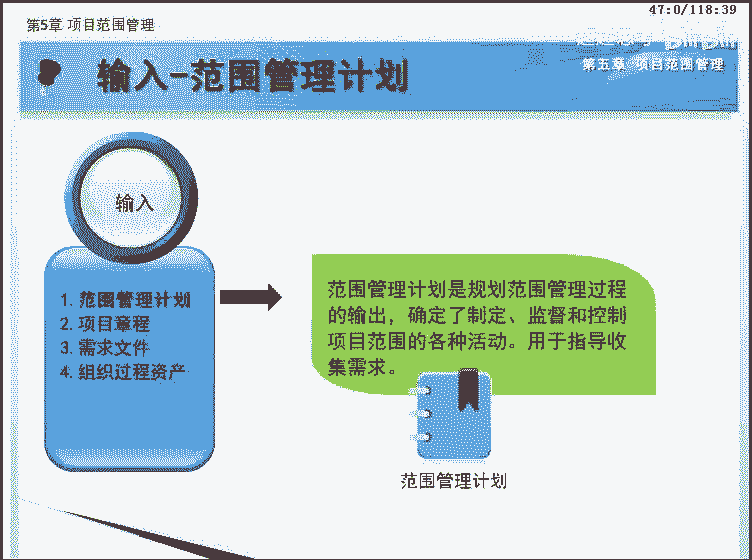 47:0/118:39
第5章 项目范围管理
输入-范围管理计划
第五章 项目范围管理
输入
1. 范围管理计划
2. 项目章程
3. 需求文件
4. 组织过程资产
范围管理计划是规划范围管理过程
的输出，确定了制定、监督和控制
项目范围的各种活动。用于指导收
集需求。
范围管理计划